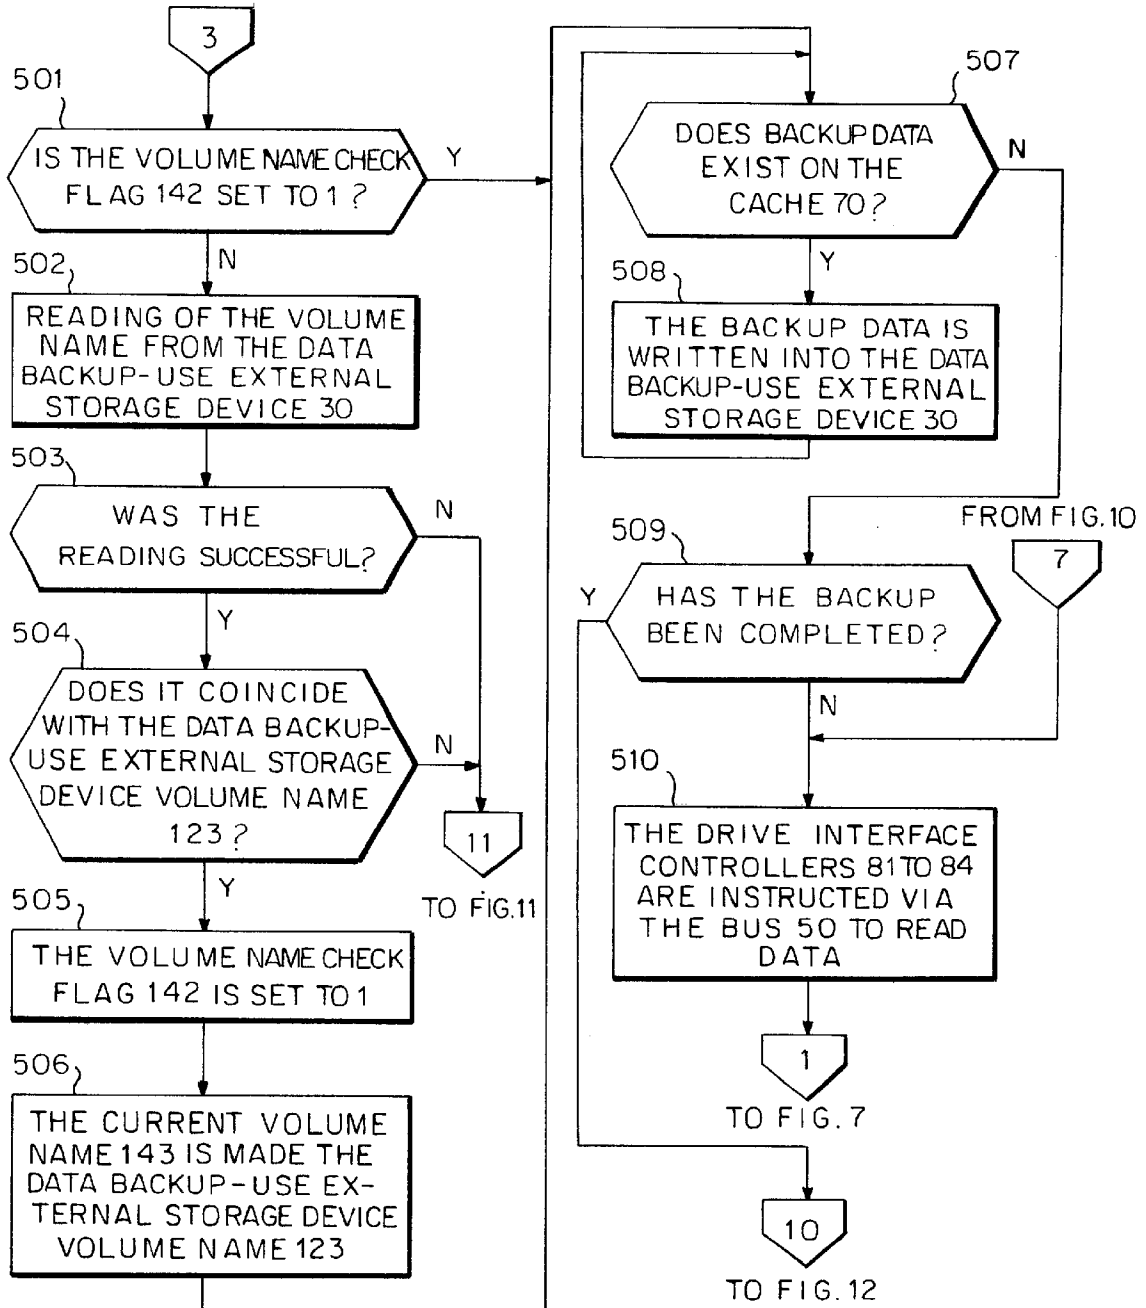 3
501
IS THE VOLUME NAME CHECK
FLAG 142 SET TO 1 ?
Y
N
502
READING OF THE VOLUME
NAME FROM THE DATA
BACKUP-USE EXTERNAL
STORAGE DEVICE 30
503
WAS THE
READING SUCCESSFUL?
N
Y
504
DOES IT COINCIDE
WITH THE DATA BACKUP-
USE EXTERNAL STORAGE
DEVICE VOLUME NAME
123 ?
N
Y
11
TO FIG.11
505
THE VOLUME NAME CHECK
FLAG 142 IS SET TO 1
506
THE CURRENT VOLUME
NAME 143 IS MADE THE
DATA BACKUP-USE EX-
TERNAL STORAGE DEVICE
VOLUME NAME 123
507
DOES BACKUP DATA
EXIST ON THE
CACHE 70?
N
Y
508
THE BACKUP DATA IS
WRITTEN INTO THE DATA
BACKUP-USE EXTERNAL
STORAGE DEVICE 30
FROM FIG.10
7
509
HAS THE BACKUP
BEEN COMPLETED?
Y
N
510
THE DRIVE INTERFACE
CONTROLLERS 81 TO 84
ARE INSTRUCTED VIA
THE BUS 50 TO READ
DATA
1
TO FIG. 7
10
TO FIG. 12